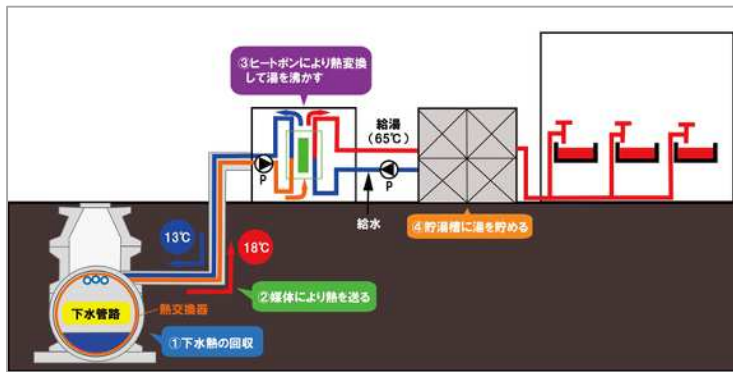 ③ヒートポンにより熱変換
して湯を沸かす
給湯
(65℃)
P
P
給水
④貯湯槽に湯を貯める
13℃
18℃
②媒体により熱を送る
下水管路
熱交換器
①下水熱の回収